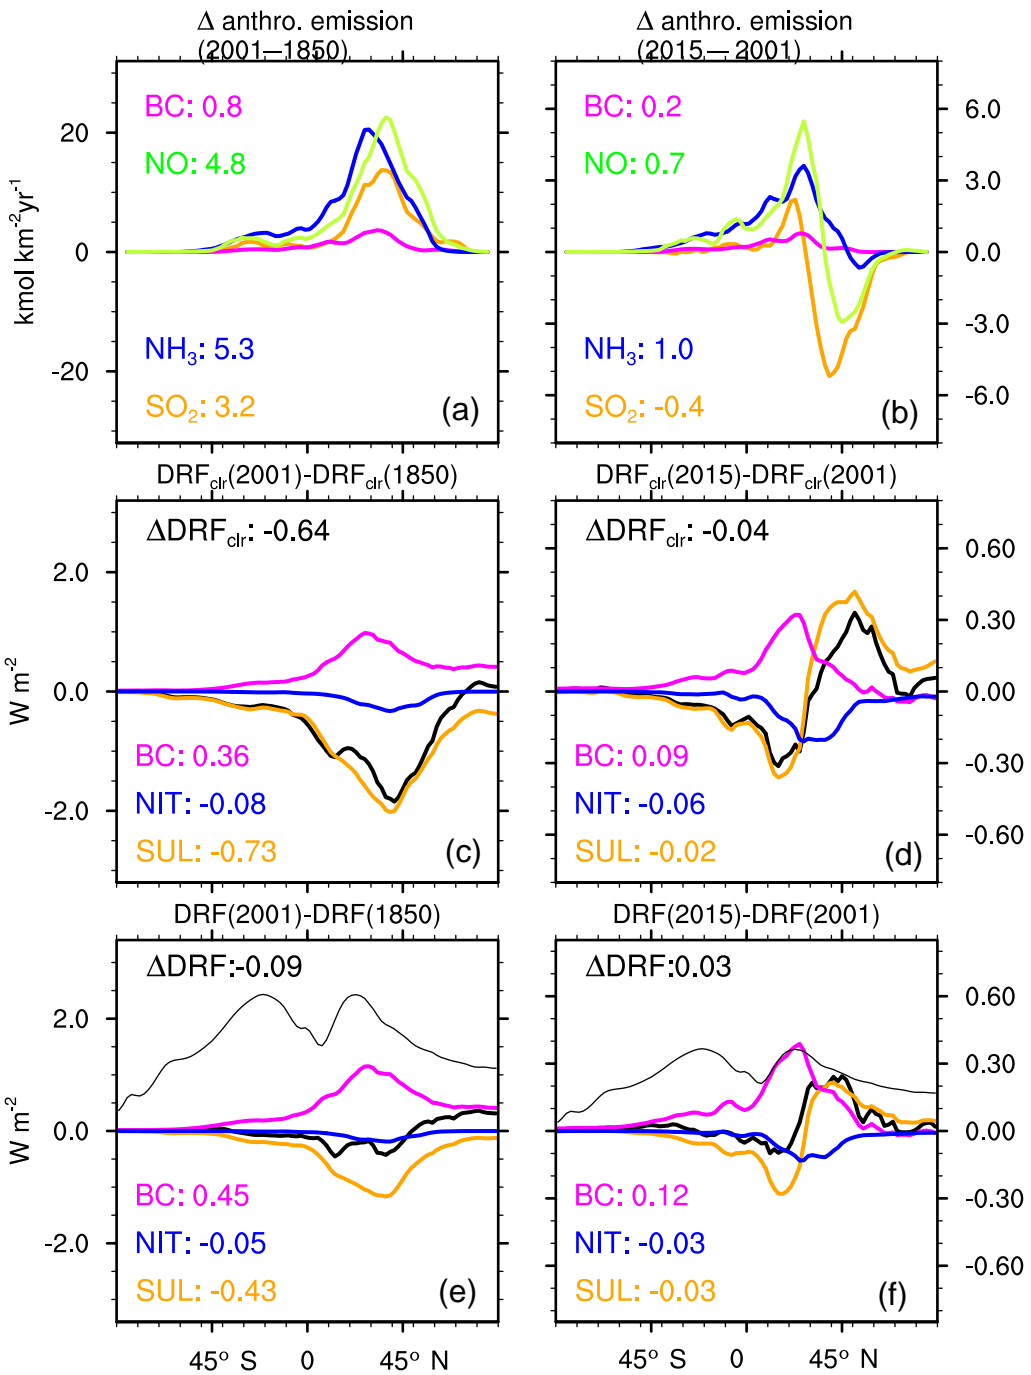 Δ anthro. emission
(2001−1850)
Δ anthro. emission
(2015−2001)
kmol km⁻²yr⁻¹
20
0
-20
BC: 0.8
NO: 4.8
NH₃: 5.3
SO₂: 3.2
(a)
BC: 0.2
NO: 0.7
NH₃: 1.0
SO₂: -0.4
(b)
6.0
3.0
0.0
-3.0
-6.0
DRF_clr(2001)-DRF_clr(1850)
DRF_clr(2015)-DRF_clr(2001)
W m⁻²
2.0
0.0
-2.0
ΔDRF_clr: -0.64
BC: 0.36
NIT: -0.08
SUL: -0.73
(c)
ΔDRF_clr: -0.04
BC: 0.09
NIT: -0.06
SUL: -0.02
(d)
0.60
0.30
0.00
-0.30
-0.60
DRF(2001)-DRF(1850)
DRF(2015)-DRF(2001)
W m⁻²
2.0
0.0
-2.0
ΔDRF:-0.09
BC: 0.45
NIT: -0.05
SUL: -0.43
(e)
ΔDRF:0.03
BC: 0.12
NIT: -0.03
SUL: -0.03
(f)
0.60
0.30
0.00
-0.30
-0.60
45° S 0 45° N
45° S 0 45° N